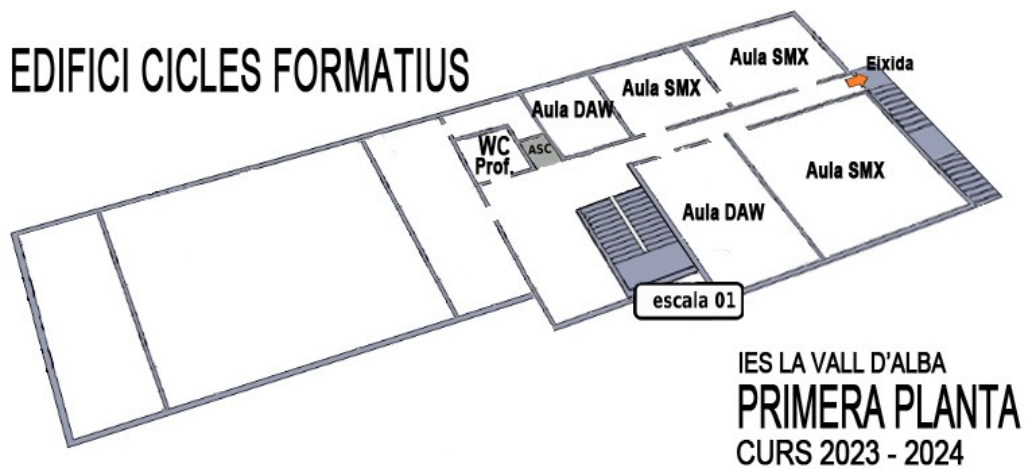 EDIFICI CICLES FORMATIUS
Aula SMX
Eixida
Aula SMX
Aula DAW
WC
Prof.
ASC
Aula SMX
Aula DAW
escala 01
IES LA VALL D'ALBA
PRIMERA PLANTA
CURS 2023 - 2024